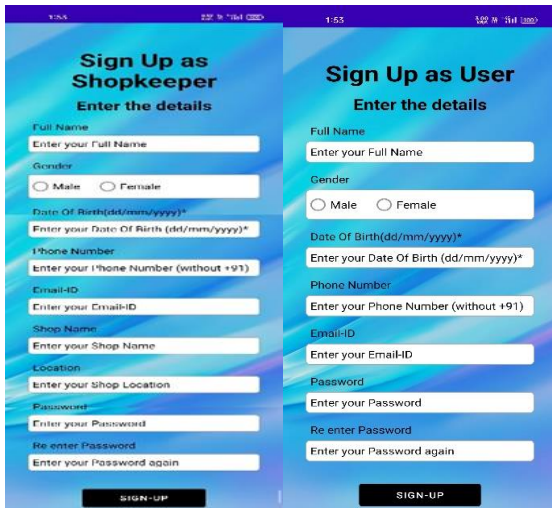 1:53
Sign Up as
Shopkeeper
Enter the details
Full Name
Enter your Full Name
Gender
Male Female
Date Of Birth(dd/mm/yyyy)*
Enter your Date Of Birth (dd/mm/yyyy)*
Phone Number
Enter your Phone Number (without +91)
Email-ID
Enter your Email-ID
Shop Name
Enter your Shop Name
Location
Enter your Shop Location
Password
Enter your Password
Re enter Password
Enter your Password again
SIGN-UP
1:53
Sign Up as User
Enter the details
Full Name
Enter your Full Name
Gender
Male Female
Date Of Birth(dd/mm/yyyy)*
Enter your Date Of Birth (dd/mm/yyyy)*
Phone Number
Enter your Phone Number (without +91)
Email-ID
Enter your Email-ID
Password
Enter your Password
Re enter Password
Enter your Password again
SIGN-UP